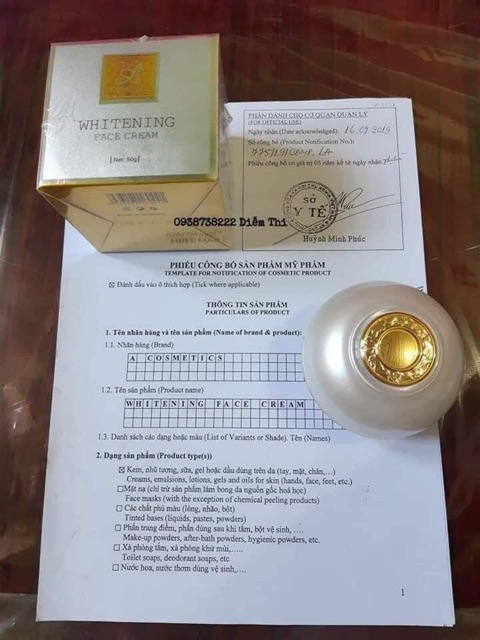 WHITENING
FACE CREAM
[ Net: 50g ]
0938738222 Diễm Thi
PHẦN DÀNH CHO CƠ QUAN QUẢN LÝ
(FOR OFFICIAL USE)
Ngày nhận (Date acknowledged): 16.09.2019
Số công bố (Product Notification No.):
775/19/CBMP-LA
Phiếu công bố có giá trị 05 năm kể từ ngày nhận
SỞ
Y TẾ
Huỳnh Minh Phúc
PHIẾU CÔNG BỐ SẢN PHẨM MỸ PHẨM
TEMPLATE FOR NOTIFICATION OF COSMETIC PRODUCT
☒ Đánh dấu vào ô thích hợp (Tick where applicable)
THÔNG TIN SẢN PHẨM
PARTICULARS OF PRODUCT
1. Tên nhãn hàng và tên sản phẩm (Name of brand & product):
1.1. Nhãn hàng (Brand)
A COSMETICS
1.2. Tên sản phẩm (Product name)
WHITENING FACE CREAM
1.3. Danh sách các dạng hoặc màu (List of Variants or Shade). Tên (Names)
2. Dạng sản phẩm (Product type(s))
☒ Kem, nhũ tương, sữa, gel hoặc dầu dùng trên da (tay, mặt, chân,…)
Creams, emulsions, lotions, gels and oils for skin (hands, face, feet, etc.)
☐ Mặt nạ (chỉ trừ sản phẩm làm bong da nguồn gốc hoá học)
Face masks (with the exception of chemical peeling products)
☐ Các chất phủ màu (lỏng, nhão, bột)
Tinted bases (liquids, pastes, powders)
☐ Phấn trang điểm, phấn dùng sau khi tắm, bột vệ sinh, ….
Make-up powders, after-bath powders, hygienic powders, etc.
☐ Xà phòng tắm, xà phòng khử mùi,….
Toilet soaps, deodorant soaps, etc
☐ Nước hoa, nước thơm dùng vệ sinh,….
1